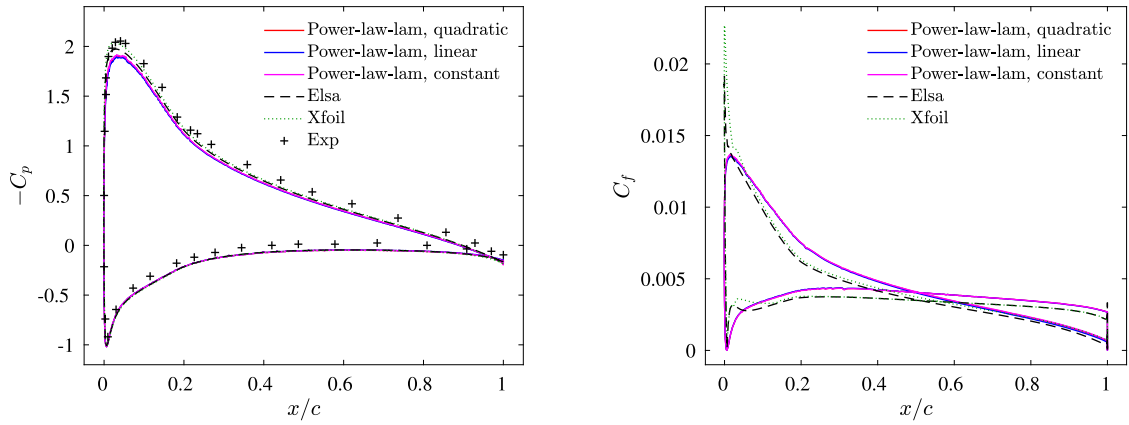 Power-law-lam, quadratic
Power-law-lam, linear
Power-law-lam, constant
Elsa
Xfoil
Exp
2
1.5
1
0.5
0
-0.5
-1
−C_p
0 0.2 0.4 0.6 0.8 1
x/c
Power-law-lam, quadratic
Power-law-lam, linear
Power-law-lam, constant
Elsa
Xfoil
0.02
0.015
0.01
0.005
0
C_f
0 0.2 0.4 0.6 0.8 1
x/c